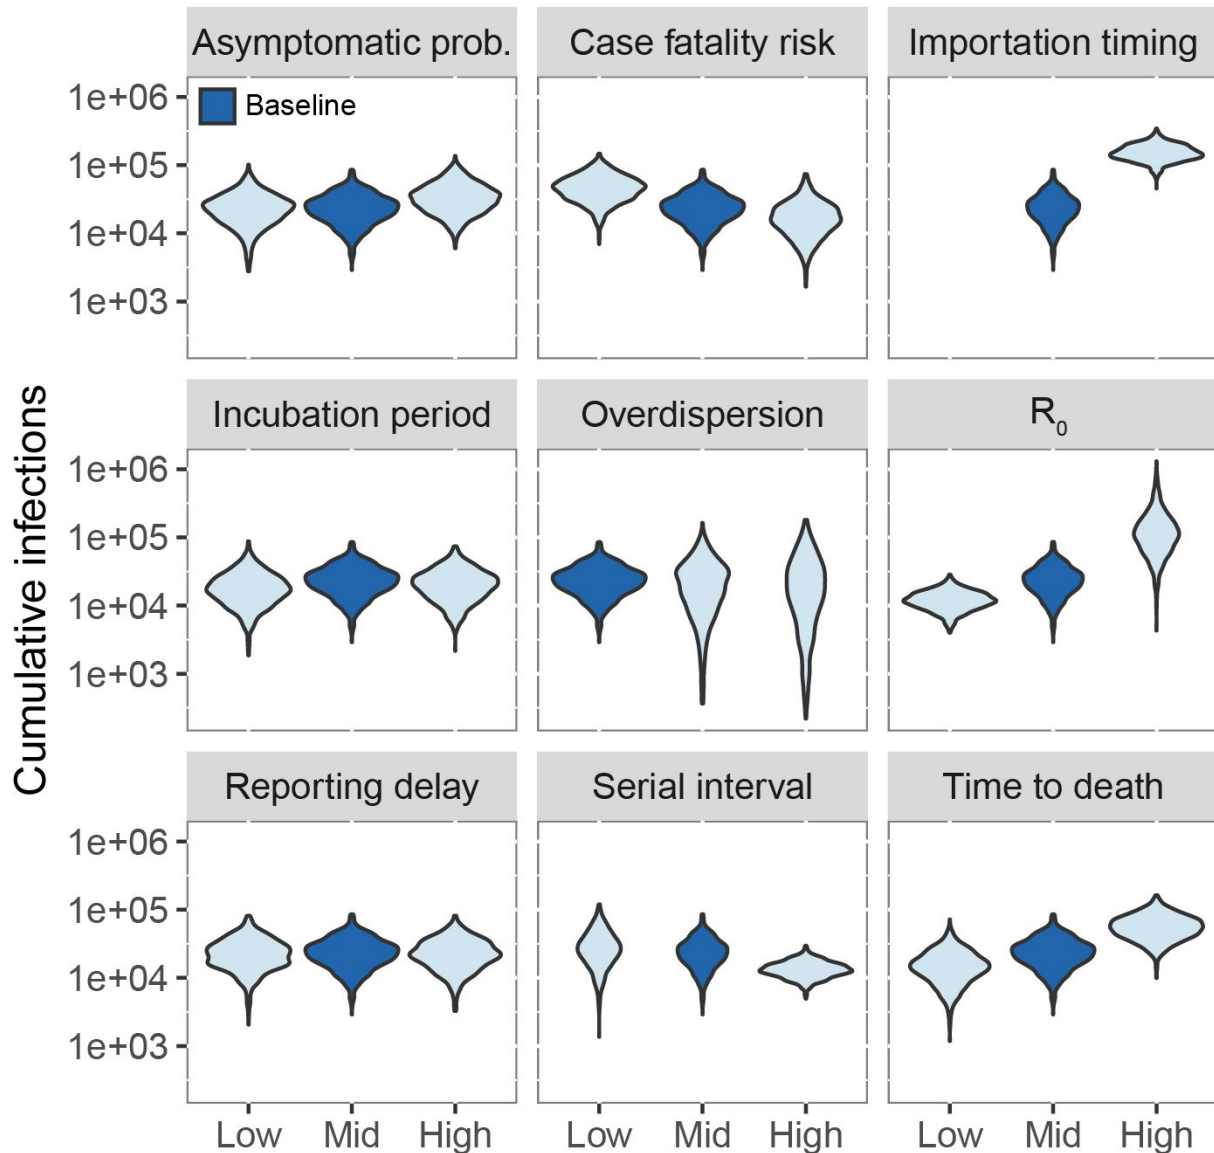 Asymptomatic prob.
Case fatality risk
Importation timing
Baseline
1e+06
1e+05
1e+04
1e+03
Cumulative infections
Incubation period
Overdispersion
R₀
1e+06
1e+05
1e+04
1e+03
Reporting delay
Serial interval
Time to death
1e+06
1e+05
1e+04
1e+03
Low Mid High
Low Mid High
Low Mid High